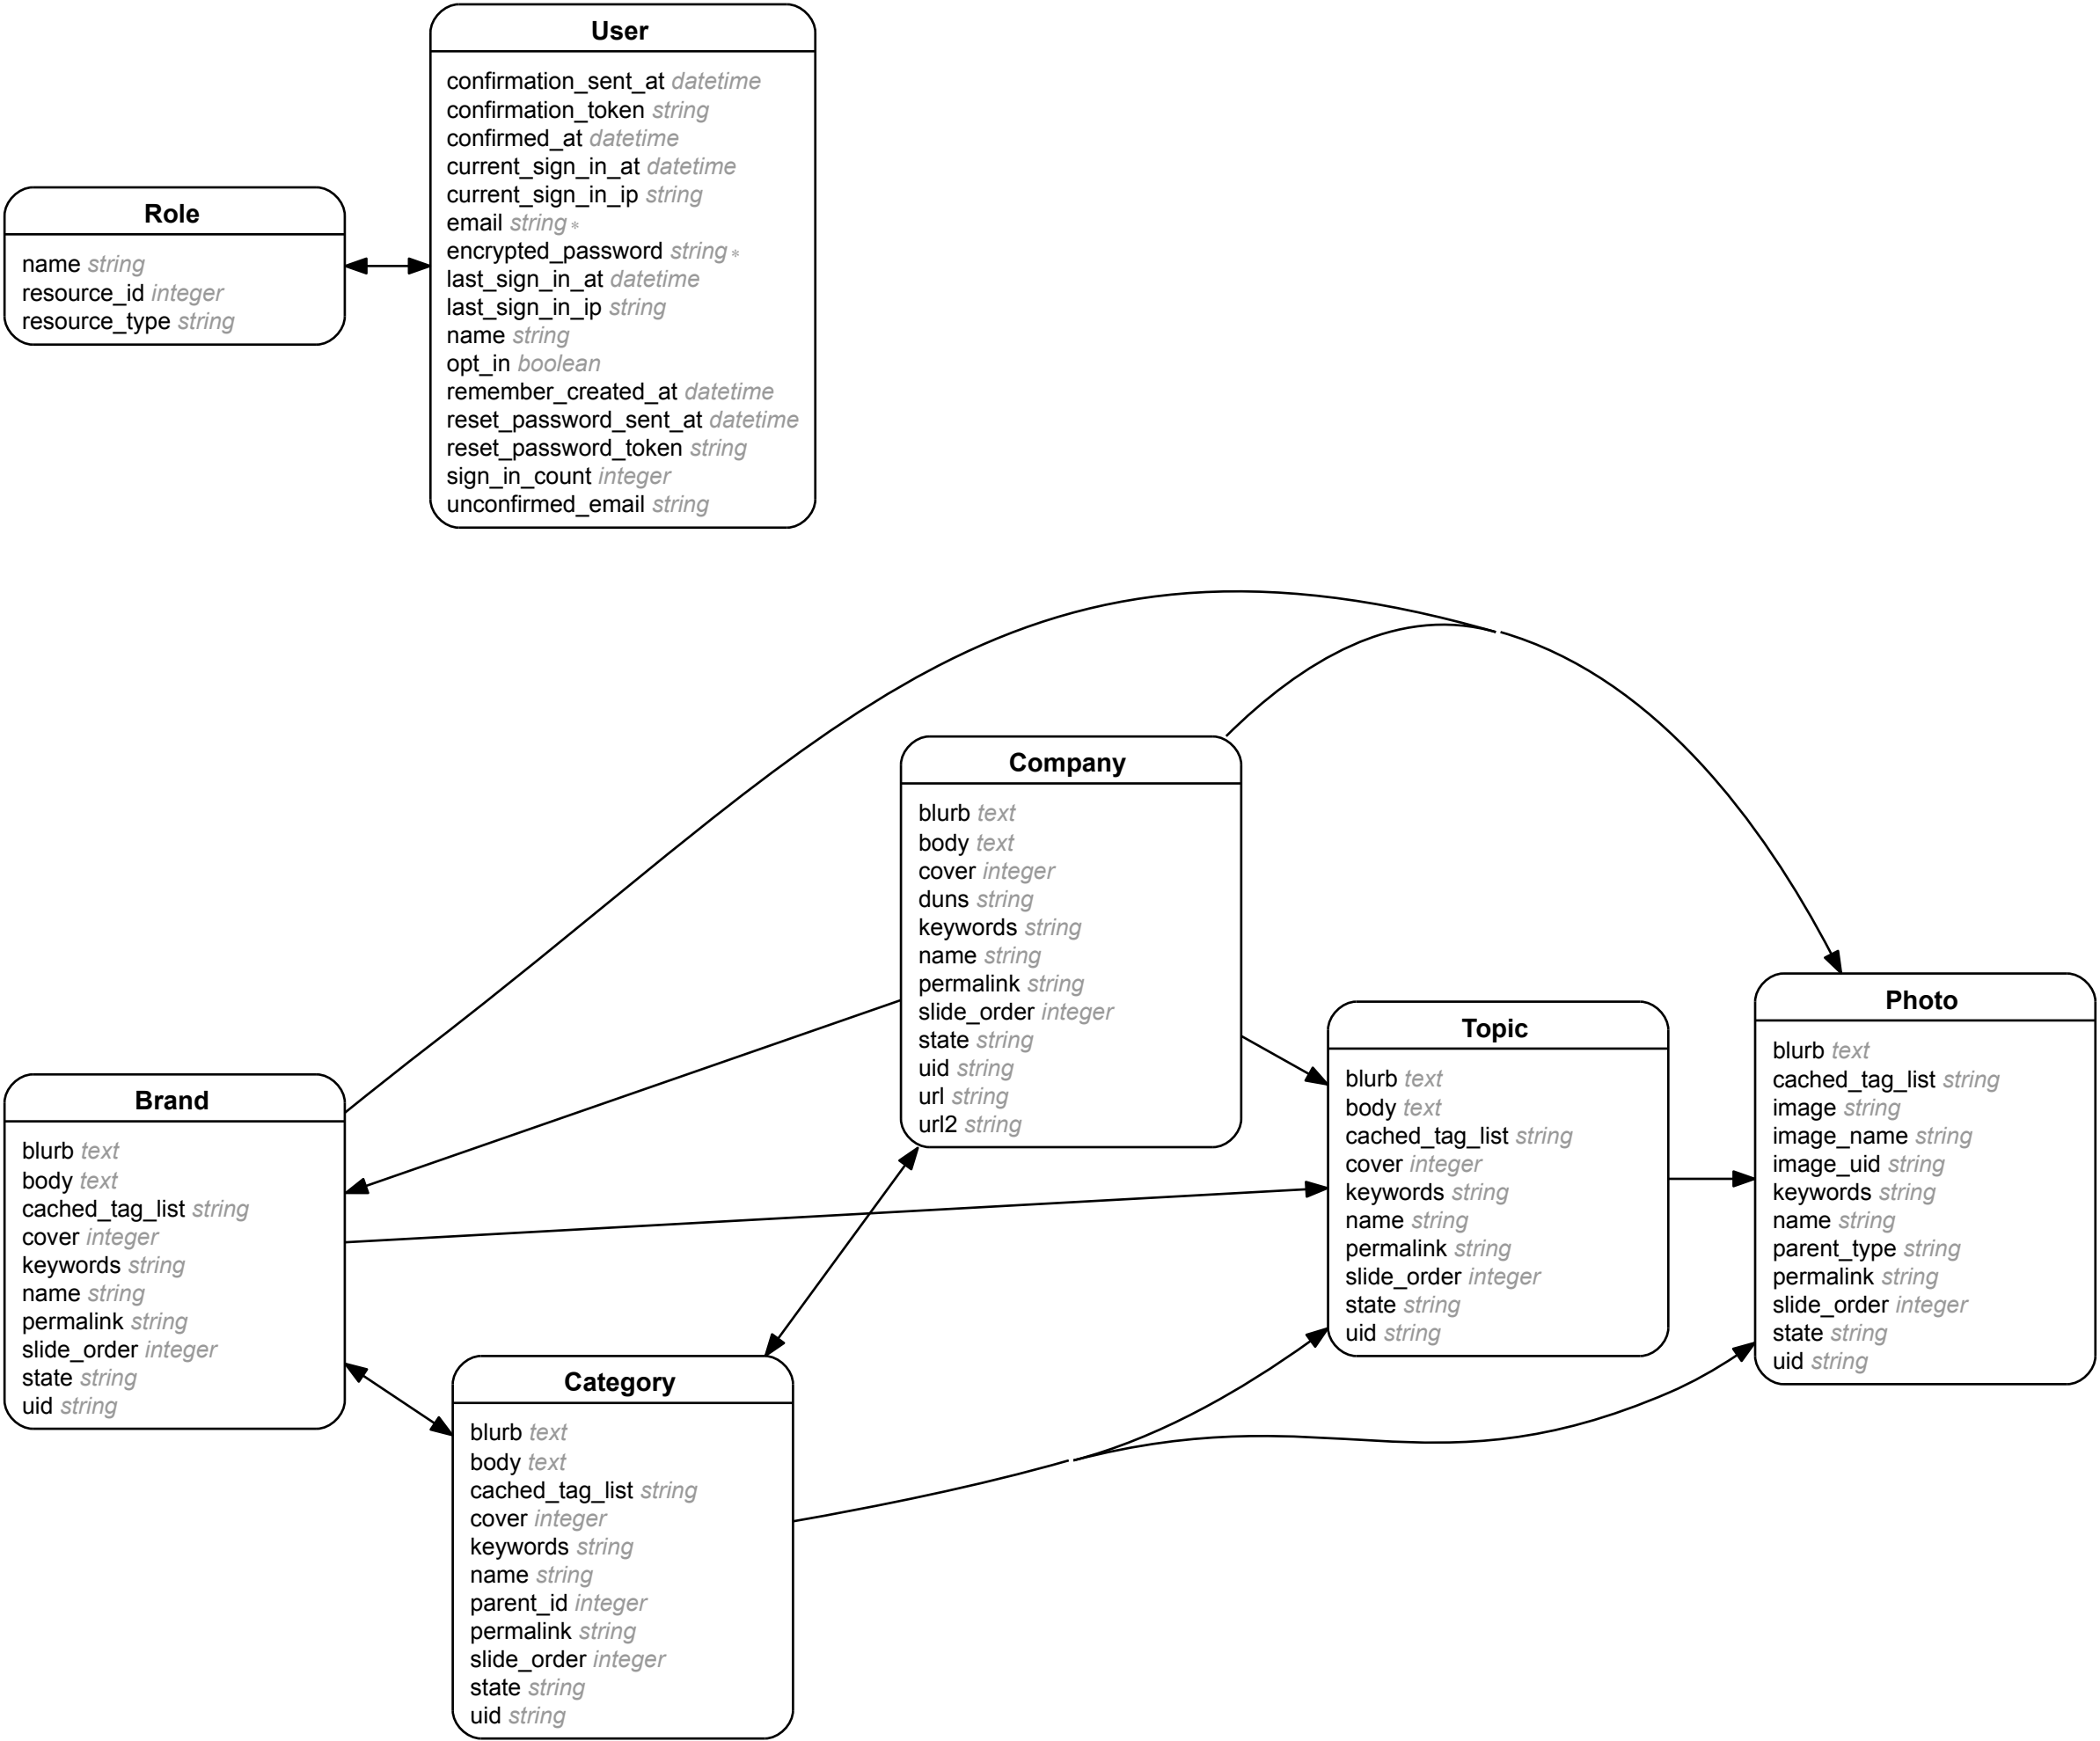 User
confirmation_sent_at datetime
confirmation_token string
confirmed_at datetime
current_sign_in_at datetime
current_sign_in_ip string
email string *
encrypted_password string *
last_sign_in_at datetime
last_sign_in_ip string
name string
opt_in boolean
remember_created_at datetime
reset_password_sent_at datetime
reset_password_token string
sign_in_count integer
unconfirmed_email string
Role
name string
resource_id integer
resource_type string
Company
blurb text
body text
cover integer
duns string
keywords string
name string
permalink string
slide_order integer
state string
uid string
url string
url2 string
Topic
blurb text
body text
cached_tag_list string
cover integer
keywords string
name string
permalink string
slide_order integer
state string
uid string
Photo
blurb text
cached_tag_list string
image string
image_name string
image_uid string
keywords string
name string
parent_type string
permalink string
slide_order integer
state string
uid string
Brand
blurb text
body text
cached_tag_list string
cover integer
keywords string
name string
permalink string
slide_order integer
state string
uid string
Category
blurb text
body text
cached_tag_list string
cover integer
keywords string
name string
parent_id integer
permalink string
slide_order integer
state string
uid string